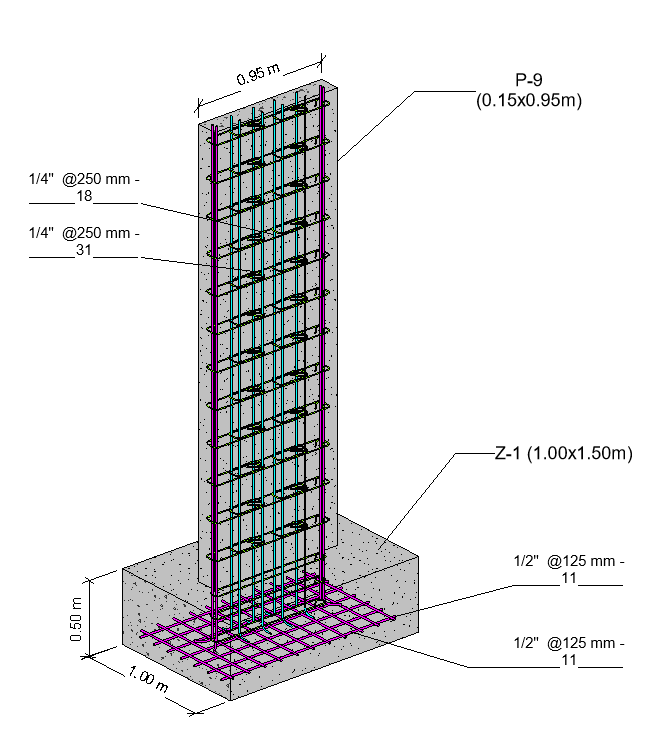 0.95 m
P-9
(0.15x0.95m)
1/4" @250 mm -
18
1/4" @250 mm -
31
Z-1 (1.00x1.50m)
1/2" @125 mm -
11
0.50 m
1/2" @125 mm -
11
1.00 m